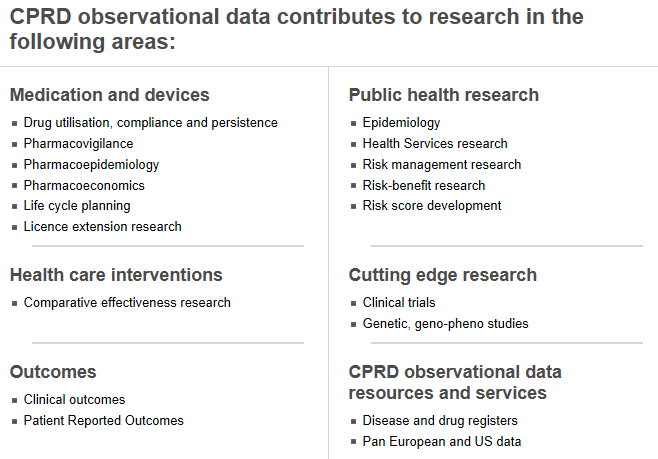 CPRD observational data contributes to research in the
following areas:
Medication and devices
Drug utilisation, compliance and persistence
Pharmacovigilance
Pharmacoepidemiology
Pharmacoeconomics
Life cycle planning
Licence extension research
Health care interventions
Comparative effectiveness research
Outcomes
Clinical outcomes
Patient Reported Outcomes
Public health research
Epidemiology
Health Services research
Risk management research
Risk-benefit research
Risk score development
Cutting edge research
Clinical trials
Genetic, geno-pheno studies
CPRD observational data
resources and services
Disease and drug registers
Pan European and US data